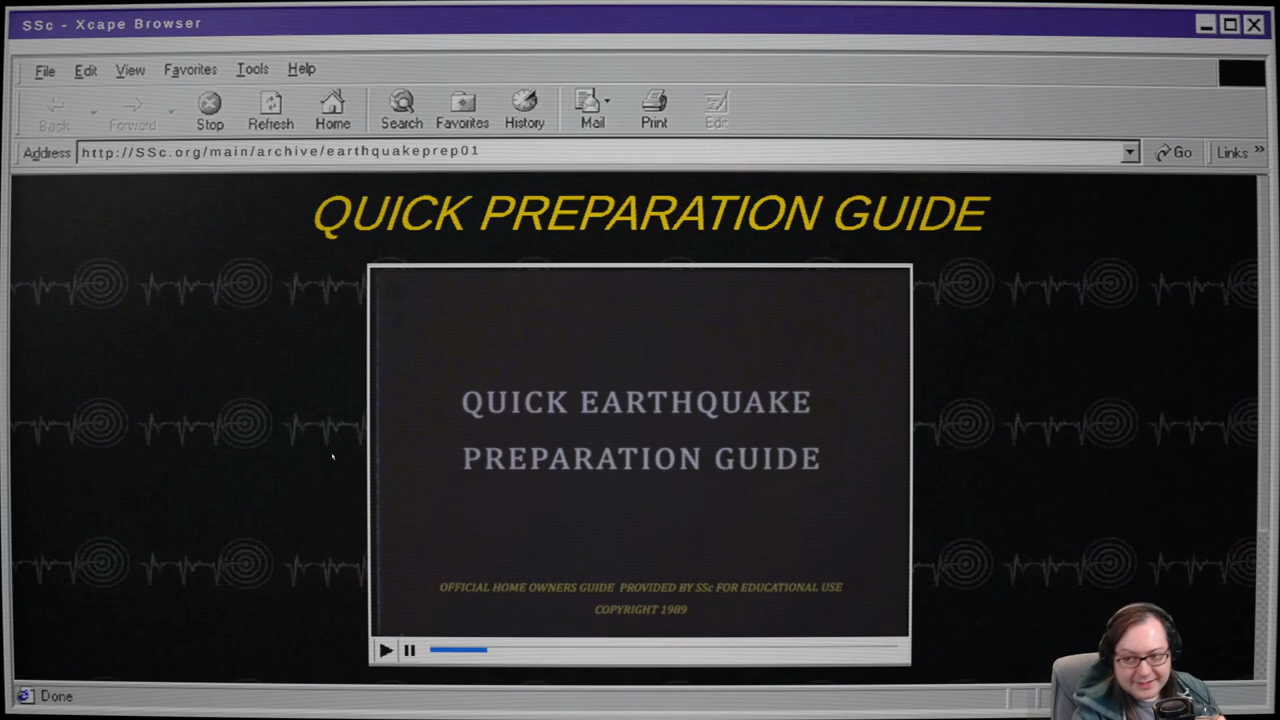 SSc - Xcape Browser
File Edit View Favorites Tools Help
Back Forward Stop Refresh Home Search Favorites History Mail Print Edit
Address http://SSc.org/main/archive/earthquakeprep01 Go Links »
QUICK PREPARATION GUIDE
QUICK EARTHQUAKE
PREPARATION GUIDE
OFFICIAL HOME OWNERS GUIDE PROVIDED BY SSc FOR EDUCATIONAL USE
COPYRIGHT 1989
Done